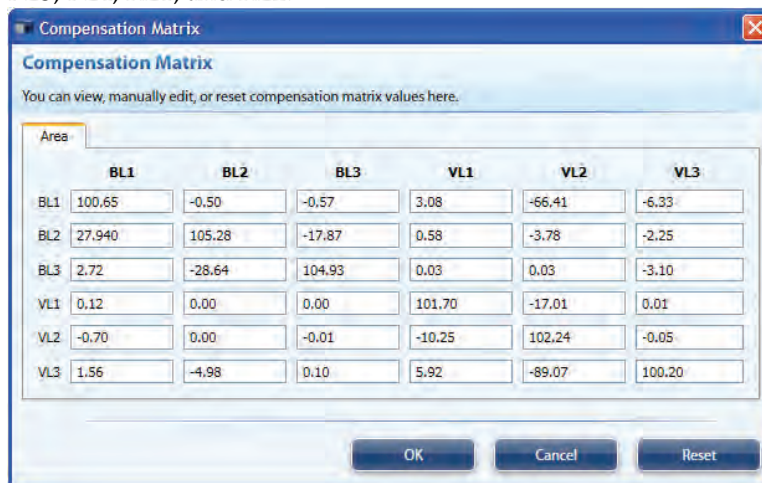 Compensation Matrix
Compensation Matrix
You can view, manually edit, or reset compensation matrix values here.
Area
BL1 BL2 BL3 VL1 VL2 VL3
BL1 100.65 -0.50 -0.57 3.08 -66.41 -6.33
BL2 27.940 105.28 -17.87 0.58 -3.78 -2.25
BL3 2.72 -28.64 104.93 0.03 0.03 -3.10
VL1 0.12 0.00 0.00 101.70 -17.01 0.01
VL2 -0.70 0.00 -0.01 -10.25 102.24 -0.05
VL3 1.56 -4.98 0.10 5.92 -89.07 100.20
OK Cancel Reset